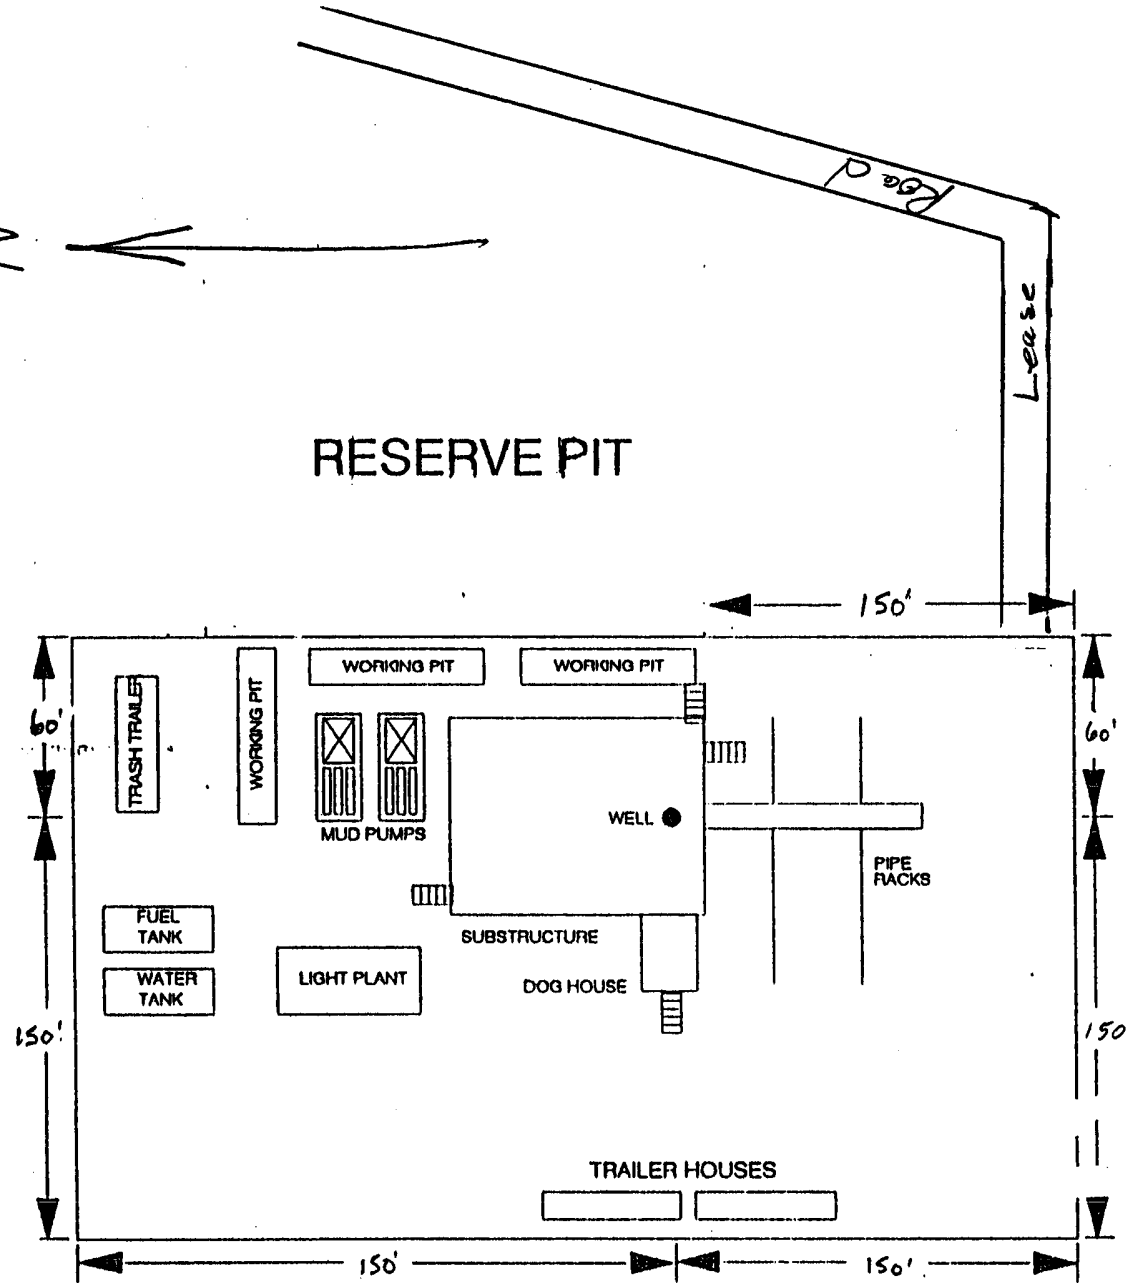 Road
Lease
RESERVE PIT
150'
WORKING PIT
WORKING PIT
60'
TRASH TRAILER
WORKING PIT
60'
WELL
MUD PUMPS
PIPE
RACKS
FUEL
TANK
SUBSTRUCTURE
WATER
TANK
LIGHT PLANT
DOG HOUSE
150'
150
TRAILER HOUSES
150'
150'